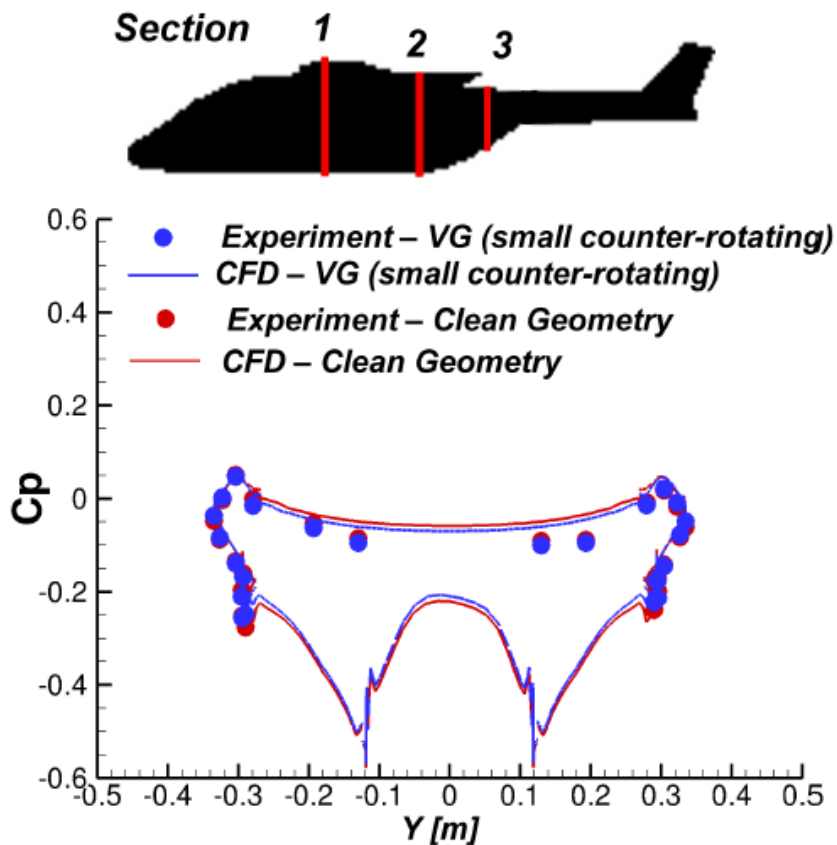 Section 1 2 3
0.6
Experiment – VG (small counter-rotating)
CFD – VG (small counter-rotating)
0.4
Experiment – Clean Geometry
CFD – Clean Geometry
0.2
Cp
0
-0.2
-0.4
-0.6
-0.5 -0.4 -0.3 -0.2 -0.1 0 0.1 0.2 0.3 0.4 0.5
Y [m]